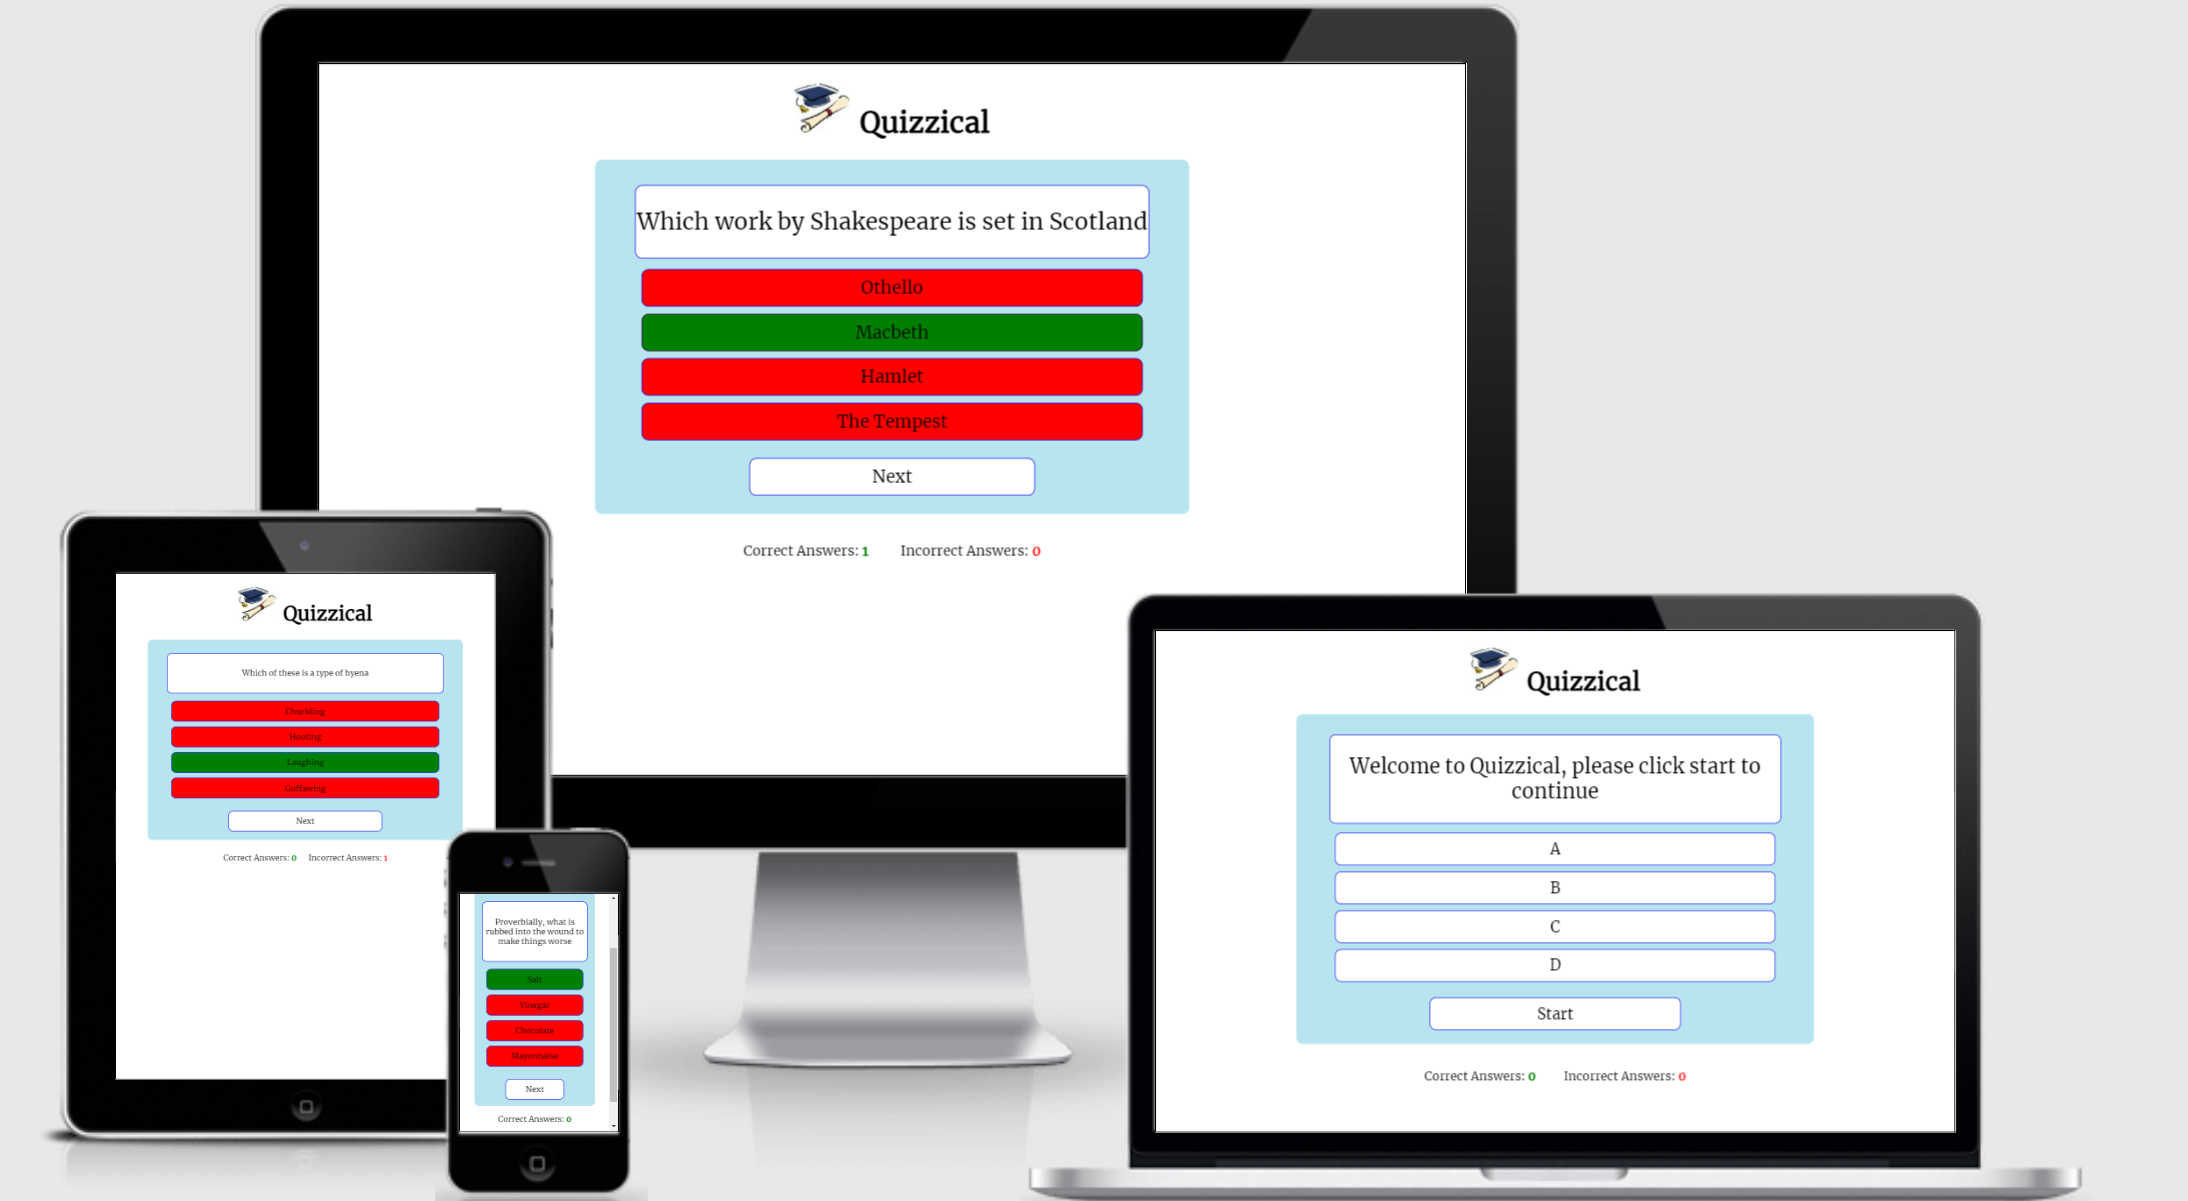 Quizzical
Which work by Shakespeare is set in Scotland
Othello
Macbeth
Hamlet
The Tempest
Next
Correct Answers: 1 Incorrect Answers: 0
Quizzical
Which of these is a type of hyena
Chuckling
Hooting
Laughing
Guffawing
Next
Correct Answers: 0 Incorrect Answers: 1
Proverbially, what is
rubbed into the wound to
make things worse
Salt
Vinegar
Chocolate
Mayonnaise
Next
Correct Answers: 0
Quizzical
Welcome to Quizzical, please click start to
continue
A
B
C
D
Start
Correct Answers: 0 Incorrect Answers: 0